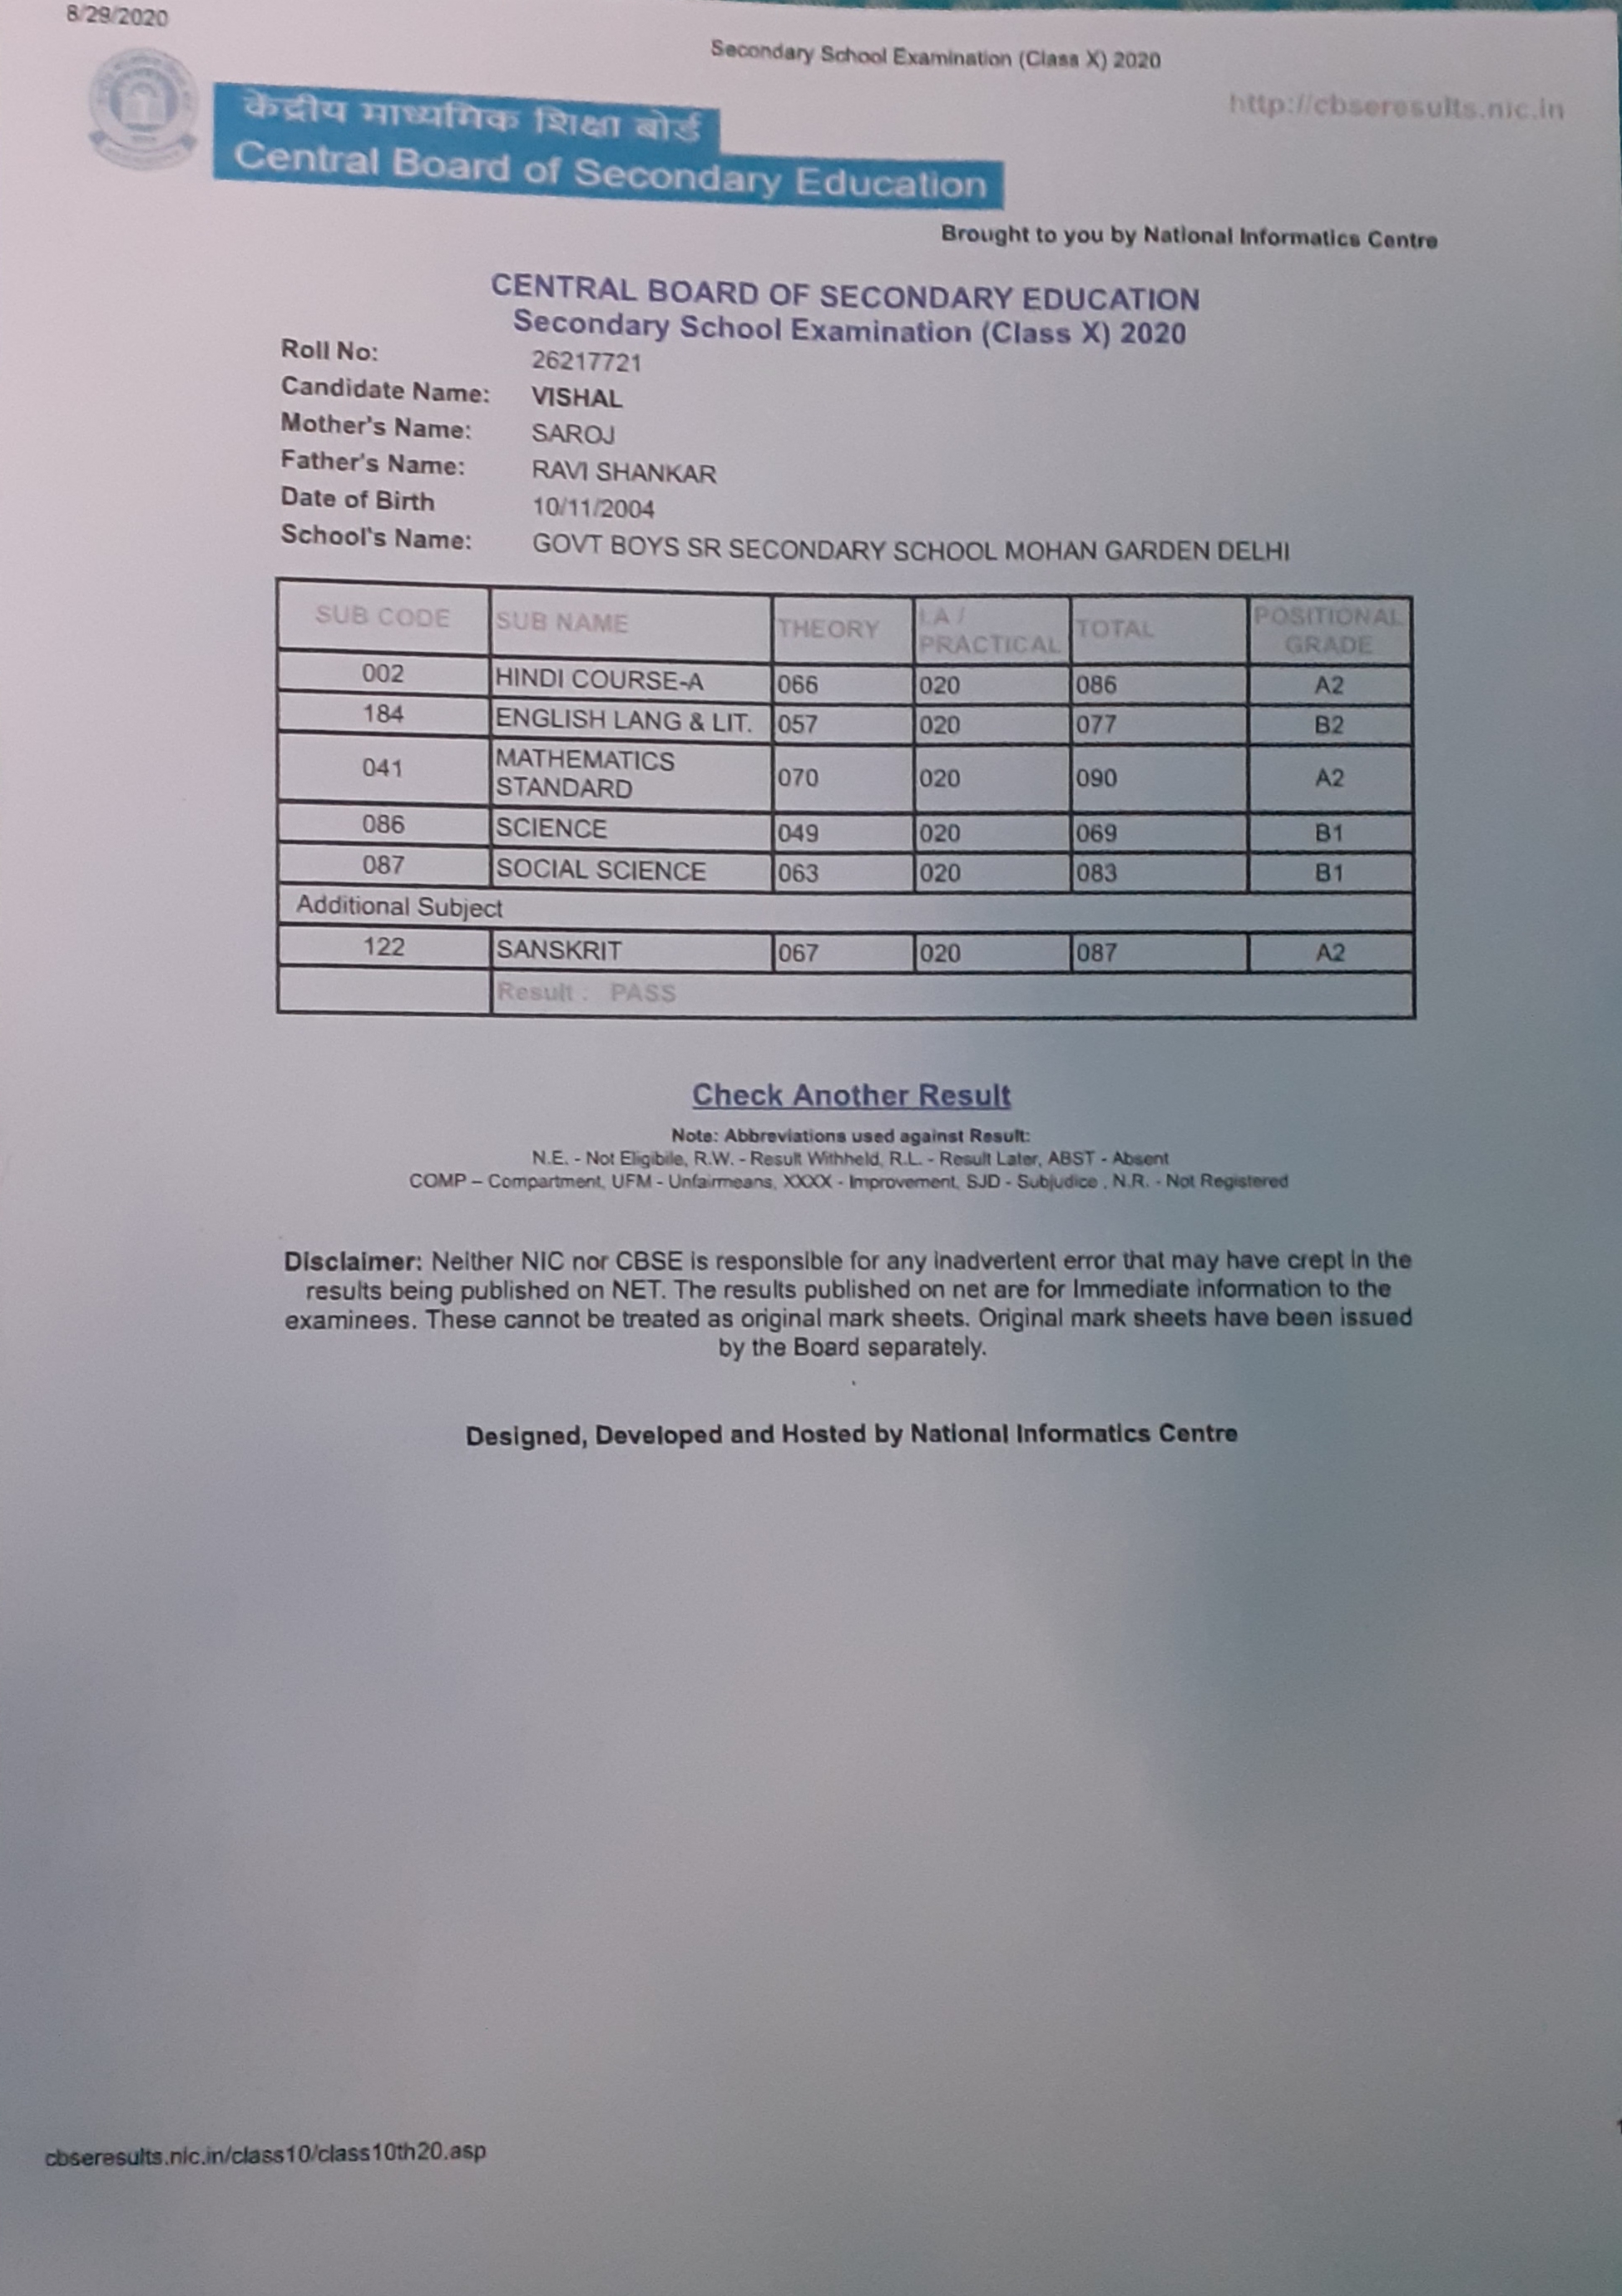 8/29/2020
Secondary School Examination (Class X) 2020
http://cbseresults.nic.in
केंद्रीय माध्यमिक शिक्षा बोर्ड
Central Board of Secondary Education
Brought to you by National Informatics Centre
CENTRAL BOARD OF SECONDARY EDUCATION
Secondary School Examination (Class X) 2020
Roll No: 26217721
Candidate Name: VISHAL
Mother's Name: SAROJ
Father's Name: RAVI SHANKAR
Date of Birth 10/11/2004
School's Name: GOVT BOYS SR SECONDARY SCHOOL MOHAN GARDEN DELHI
SUB CODE SUB NAME THEORY I.A / PRACTICAL TOTAL POSITIONAL GRADE
002 HINDI COURSE-A 066 020 086 A2
184 ENGLISH LANG & LIT. 057 020 077 B2
041 MATHEMATICS STANDARD 070 020 090 A2
086 SCIENCE 049 020 069 B1
087 SOCIAL SCIENCE 063 020 083 B1
Additional Subject
122 SANSKRIT 067 020 087 A2
Result : PASS
Check Another Result
Note: Abbreviations used against Result:
N.E. - Not Eligibile, R.W. - Result Withheld, R.L. - Result Later, ABST - Absent
COMP – Compartment, UFM - Unfairmeans, XXXX - Improvement, SJD - Subjudice , N.R. - Not Registered
Disclaimer: Neither NIC nor CBSE is responsible for any inadvertent error that may have crept in the
results being published on NET. The results published on net are for Immediate information to the
examinees. These cannot be treated as original mark sheets. Original mark sheets have been issued
by the Board separately.
Designed, Developed and Hosted by National Informatics Centre
cbseresults.nic.in/class10/class10th20.asp